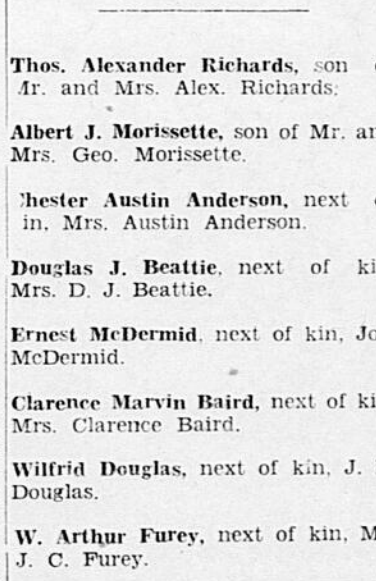 Thos. Alexander Richards, son
Mr. and Mrs. Alex. Richards.
Albert J. Morissette, son of Mr. an
Mrs. Geo. Morissette.
Chester Austin Anderson, next
in, Mrs. Austin Anderson.
Douglas J. Beattie, next of ki
Mrs. D. J. Beattie.
Ernest McDermid, next of kin, Jo
McDermid.
Clarence Marvin Baird, next of ki
Mrs. Clarence Baird.
Wilfrid Douglas, next of kin, J.
Douglas.
W. Arthur Furey, next of kin, M
J. C. Furey.